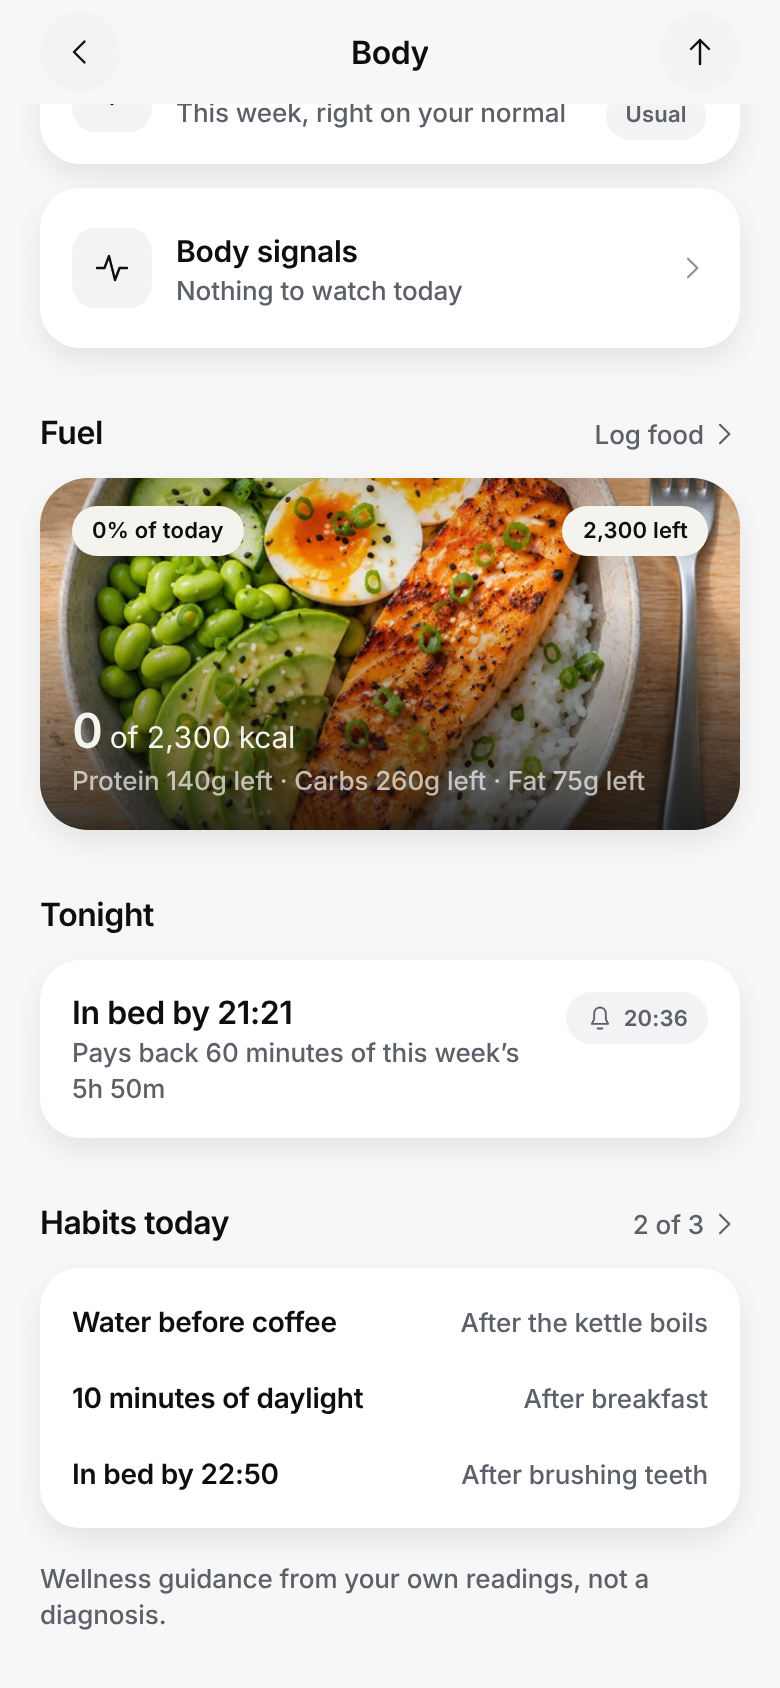 Body
This week, right on your normal
Usual
Body signals
Nothing to watch today
Fuel
Log food
0% of today
2,300 left
0 of 2,300 kcal
Protein 140g left · Carbs 260g left · Fat 75g left
Tonight
In bed by 21:21
20:36
Pays back 60 minutes of this week’s
5h 50m
Habits today
2 of 3
Water before coffee
After the kettle boils
10 minutes of daylight
After breakfast
In bed by 22:50
After brushing teeth
Wellness guidance from your own readings, not a
diagnosis.